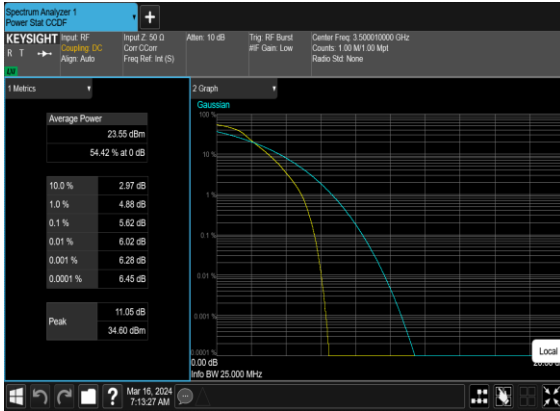 Spectrum Analyzer 1
Power Stat CCDF
+
KEYSIGHT
R T
Input: RF
Coupling: DC
Align: Auto
Input Z: 50 Ω
Corr CCorr
Freq Ref: Int (S)
Atten: 10 dB
Trig: RF Burst
#IF Gain: Low
Center Freq: 3.500010000 GHz
Counts: 1.00 M/1.00 Mpt
Radio Std: None
1 Metrics
Average Power
23.55 dBm
54.42 % at 0 dB
10.0 % 2.97 dB
1.0 % 4.88 dB
0.1 % 5.62 dB
0.01 % 6.02 dB
0.001 % 6.28 dB
0.0001 % 6.45 dB
Peak
11.05 dB
34.60 dBm
2 Graph
Gaussian
100 %
10 %
1 %
0.1 %
0.01 %
0.001 %
0.0001 %
0.00 dB
Info BW 25.000 MHz
Local
?
Mar 16, 2024
7:13:27 AM